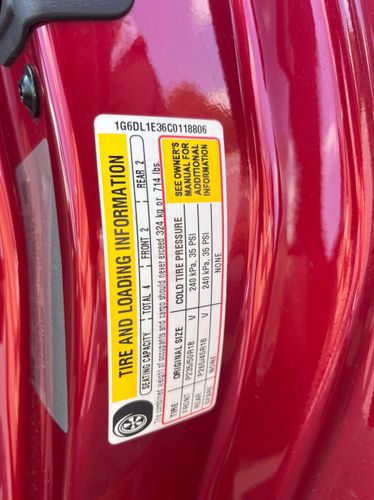 1G6DL1E36C0118806
TIRE AND LOADING INFORMATION
SEATING CAPACITY TOTAL 4 FRONT 2 REAR 2
The combined weight of occupants and cargo should never exceed 324 kg or 714 lbs.
TIRE ORIGINAL SIZE COLD TIRE PRESSURE
FRONT P235/50R18 V 240 kPa, 35 PSI
REAR P265/45R18 V 240 kPa, 35 PSI
SPARE NONE NONE
SEE OWNER'S
MANUAL FOR
ADDITIONAL
INFORMATION